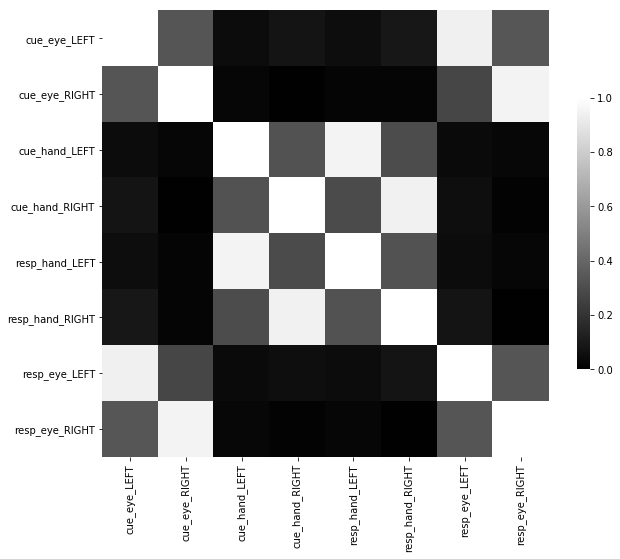 cue_eye_LEFT
cue_eye_RIGHT
cue_hand_LEFT
cue_hand_RIGHT
resp_hand_LEFT
resp_hand_RIGHT
resp_eye_LEFT
resp_eye_RIGHT
1.0
0.8
0.6
0.4
0.2
0.0
cue_eye_LEFT
cue_eye_RIGHT
cue_hand_LEFT
cue_hand_RIGHT
resp_hand_LEFT
resp_hand_RIGHT
resp_eye_LEFT
resp_eye_RIGHT